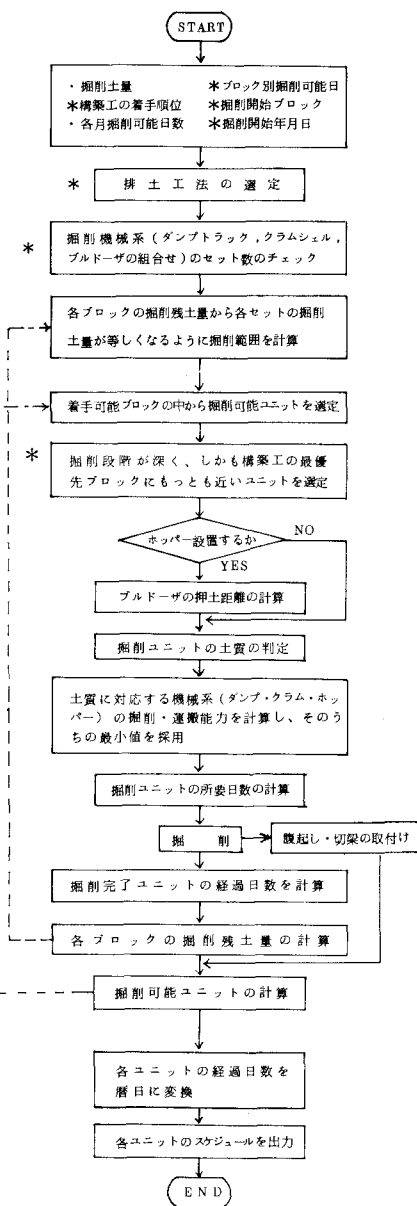 START
・掘削土量　＊ブロック別掘削可能日
＊構築工の着手順位　＊掘削開始ブロック
・各月掘削可能日数　＊掘削開始年月日
＊ 排土工法の選定
＊ 掘削機械系（ダンプトラック，クラムシェル，
ブルドーザの組合せ）のセット数のチェック
各ブロックの掘削残土量から各セットの掘削
土量が等しくなるように掘削範囲を計算
着手可能ブロックの中から掘削可能ユニットを選定
＊ 掘削段階が深く、しかも構築工の最優
先ブロックにもっとも近いユニットを選定
ホッパー設置するか
NO
YES
ブルドーザの押土距離の計算
掘削ユニットの土質の判定
土質に対応する機械系（ダンプ・クラム・ホッ
パー）の掘削・運搬能力を計算し、そのう
ちの最小値を採用
掘削ユニットの所要日数の計算
掘削
腹起し・切梁の取付け
掘削完了ユニットの経過日数を計算
各ブロックの掘削残土量の計算
掘削可能ユニットの計算
各ユニットの経過日数を
暦日に変換
各ユニットのスケジュールを出力
END